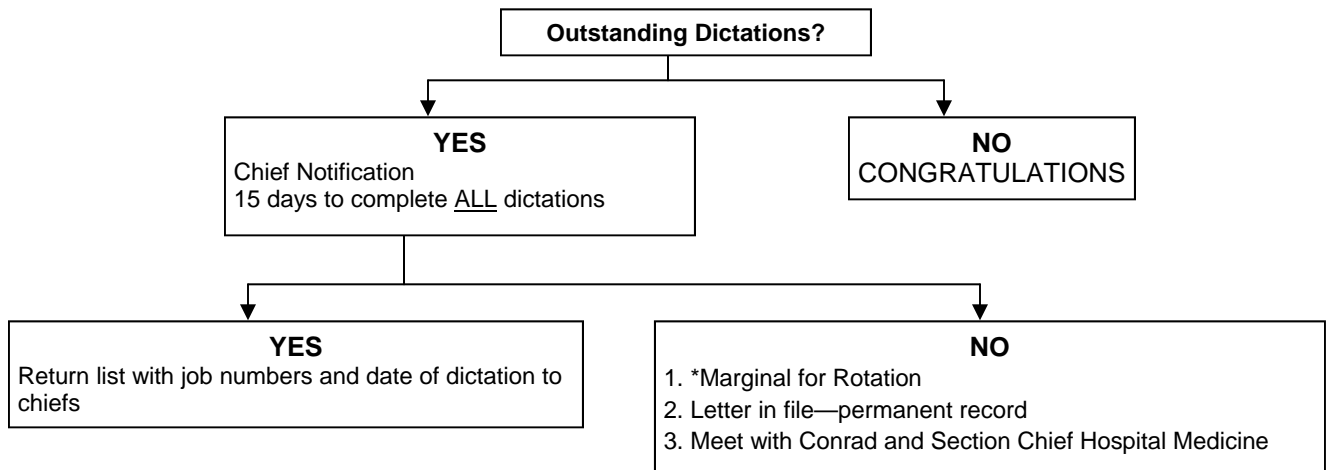 Outstanding Dictations?
YES
Chief Notification
15 days to complete ALL dictations
NO
CONGRATULATIONS
YES
Return list with job numbers and date of dictation to
chiefs
NO
1. *Marginal for Rotation
2. Letter in file—permanent record
3. Meet with Conrad and Section Chief Hospital Medicine